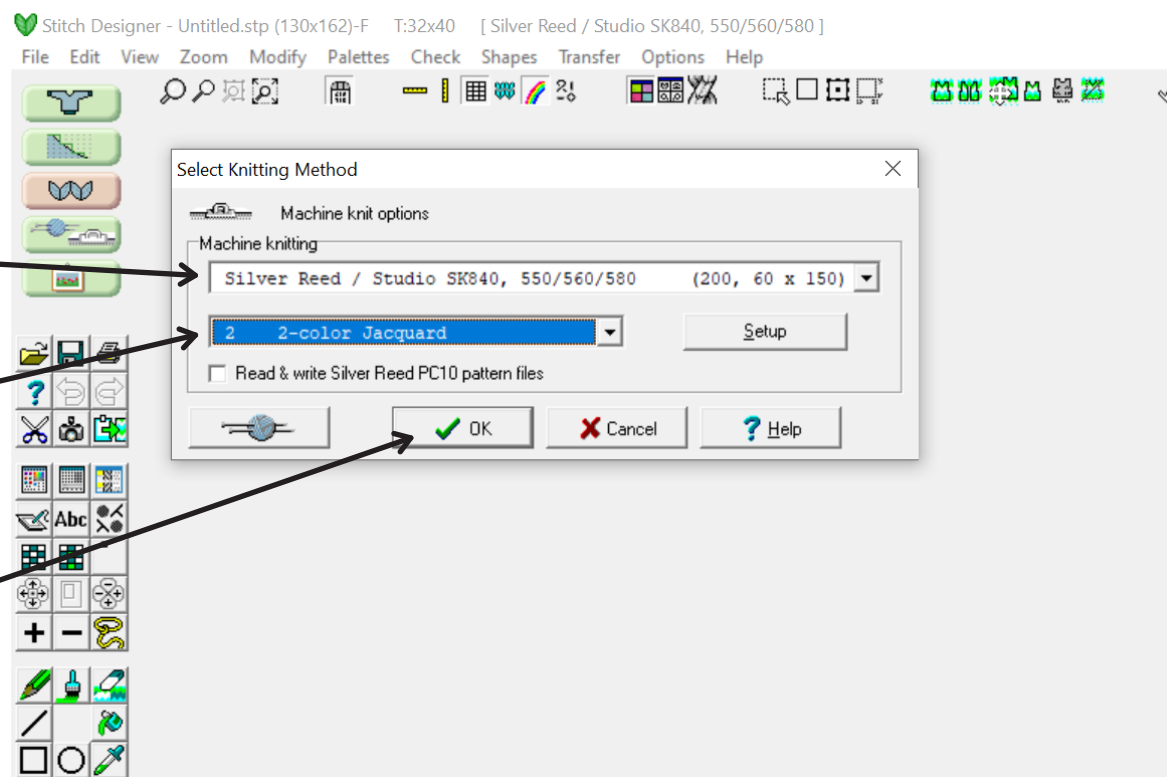 Stitch Designer - Untitled.stp (130x162)-F T:32x40 [ Silver Reed / Studio SK840, 550/560/580 ]
File Edit View Zoom Modify Palettes Check Shapes Transfer Options Help
Select Knitting Method
Machine knit options
Machine knitting
Silver Reed / Studio SK840, 550/560/580 (200, 60 x 150)
2 2-color Jacquard
Setup
Read & write Silver Reed PC10 pattern files
OK Cancel ? Help
?
Abc